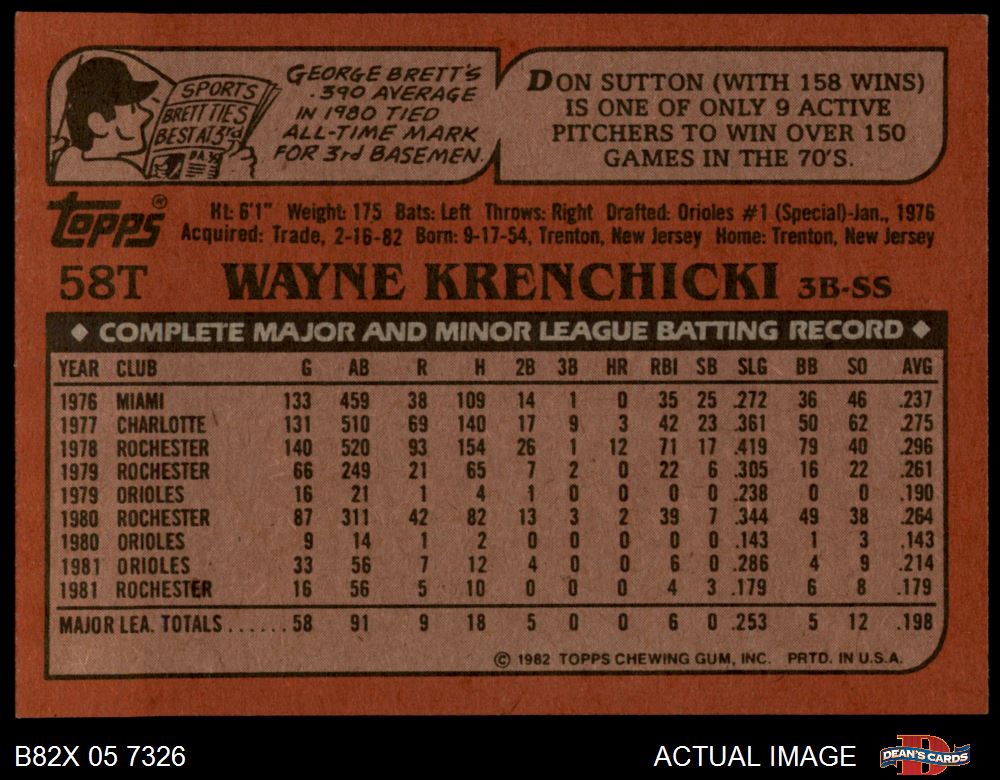 SPORTS
BRETT TIES
BEST AT 3rd
GEORGE BRETT'S
.390 AVERAGE
IN 1980 TIED
ALL-TIME MARK
FOR 3rd BASEMEN.
DON SUTTON (WITH 158 WINS)
IS ONE OF ONLY 9 ACTIVE
PITCHERS TO WIN OVER 150
GAMES IN THE 70'S.
topps®
Ht: 6'1" Weight: 175 Bats: Left Throws: Right Drafted: Orioles #1 (Special)-Jan., 1976
Acquired: Trade, 2-16-82 Born: 9-17-54, Trenton, New Jersey Home: Trenton, New Jersey
58T WAYNE KRENCHICKI 3B-SS
◆ COMPLETE MAJOR AND MINOR LEAGUE BATTING RECORD ◆
YEAR CLUB G AB R H 2B 3B HR RBI SB SLG BB SO AVG
1976 MIAMI 133 459 38 109 14 1 0 35 25 .272 36 46 .237
1977 CHARLOTTE 131 510 69 140 17 9 3 42 23 .361 50 62 .275
1978 ROCHESTER 140 520 93 154 26 1 12 71 17 .419 79 40 .296
1979 ROCHESTER 66 249 21 65 7 2 0 22 6 .305 16 22 .261
1979 ORIOLES 16 21 1 4 1 0 0 0 0 .238 0 0 .190
1980 ROCHESTER 87 311 42 82 13 3 2 39 7 .344 49 38 .264
1980 ORIOLES 9 14 1 2 0 0 0 0 0 .143 1 3 .143
1981 ORIOLES 33 56 7 12 4 0 0 6 0 .286 4 9 .214
1981 ROCHESTER 16 56 5 10 0 0 0 4 3 .179 6 8 .179
MAJOR LEA. TOTALS......58 91 9 18 5 0 0 6 0 .253 5 12 .198
© 1982 TOPPS CHEWING GUM, INC. PRTD. IN U.S.A.
B82X 05 7326 ACTUAL IMAGE DEAN'S CARDS